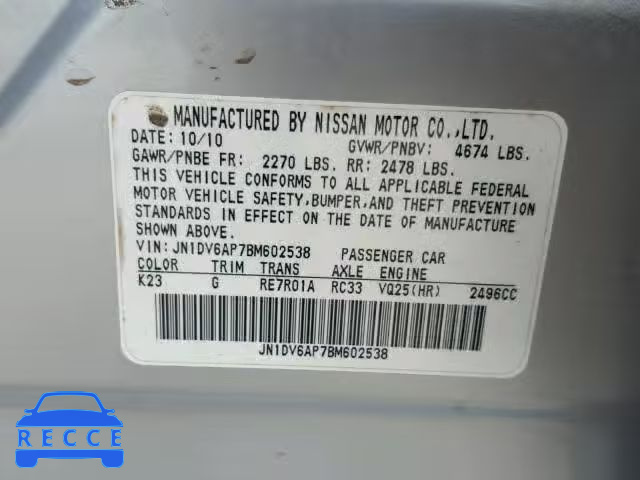 MANUFACTURED BY NISSAN MOTOR CO.,LTD.
DATE: 10/10 GVWR/PNBV: 4674 LBS.
GAWR/PNBE FR: 2270 LBS. RR: 2478 LBS.
THIS VEHICLE CONFORMS TO ALL APPLICABLE FEDERAL
MOTOR VEHICLE SAFETY, BUMPER, AND THEFT PREVENTION
STANDARDS IN EFFECT ON THE DATE OF MANUFACTURE
SHOWN ABOVE.
VIN: JN1DV6AP7BM602538 PASSENGER CAR
COLOR TRIM TRANS AXLE ENGINE
K23 G RE7R01A RC33 VQ25(HR) 2496CC
JN1DV6AP7BM602538
RECCE